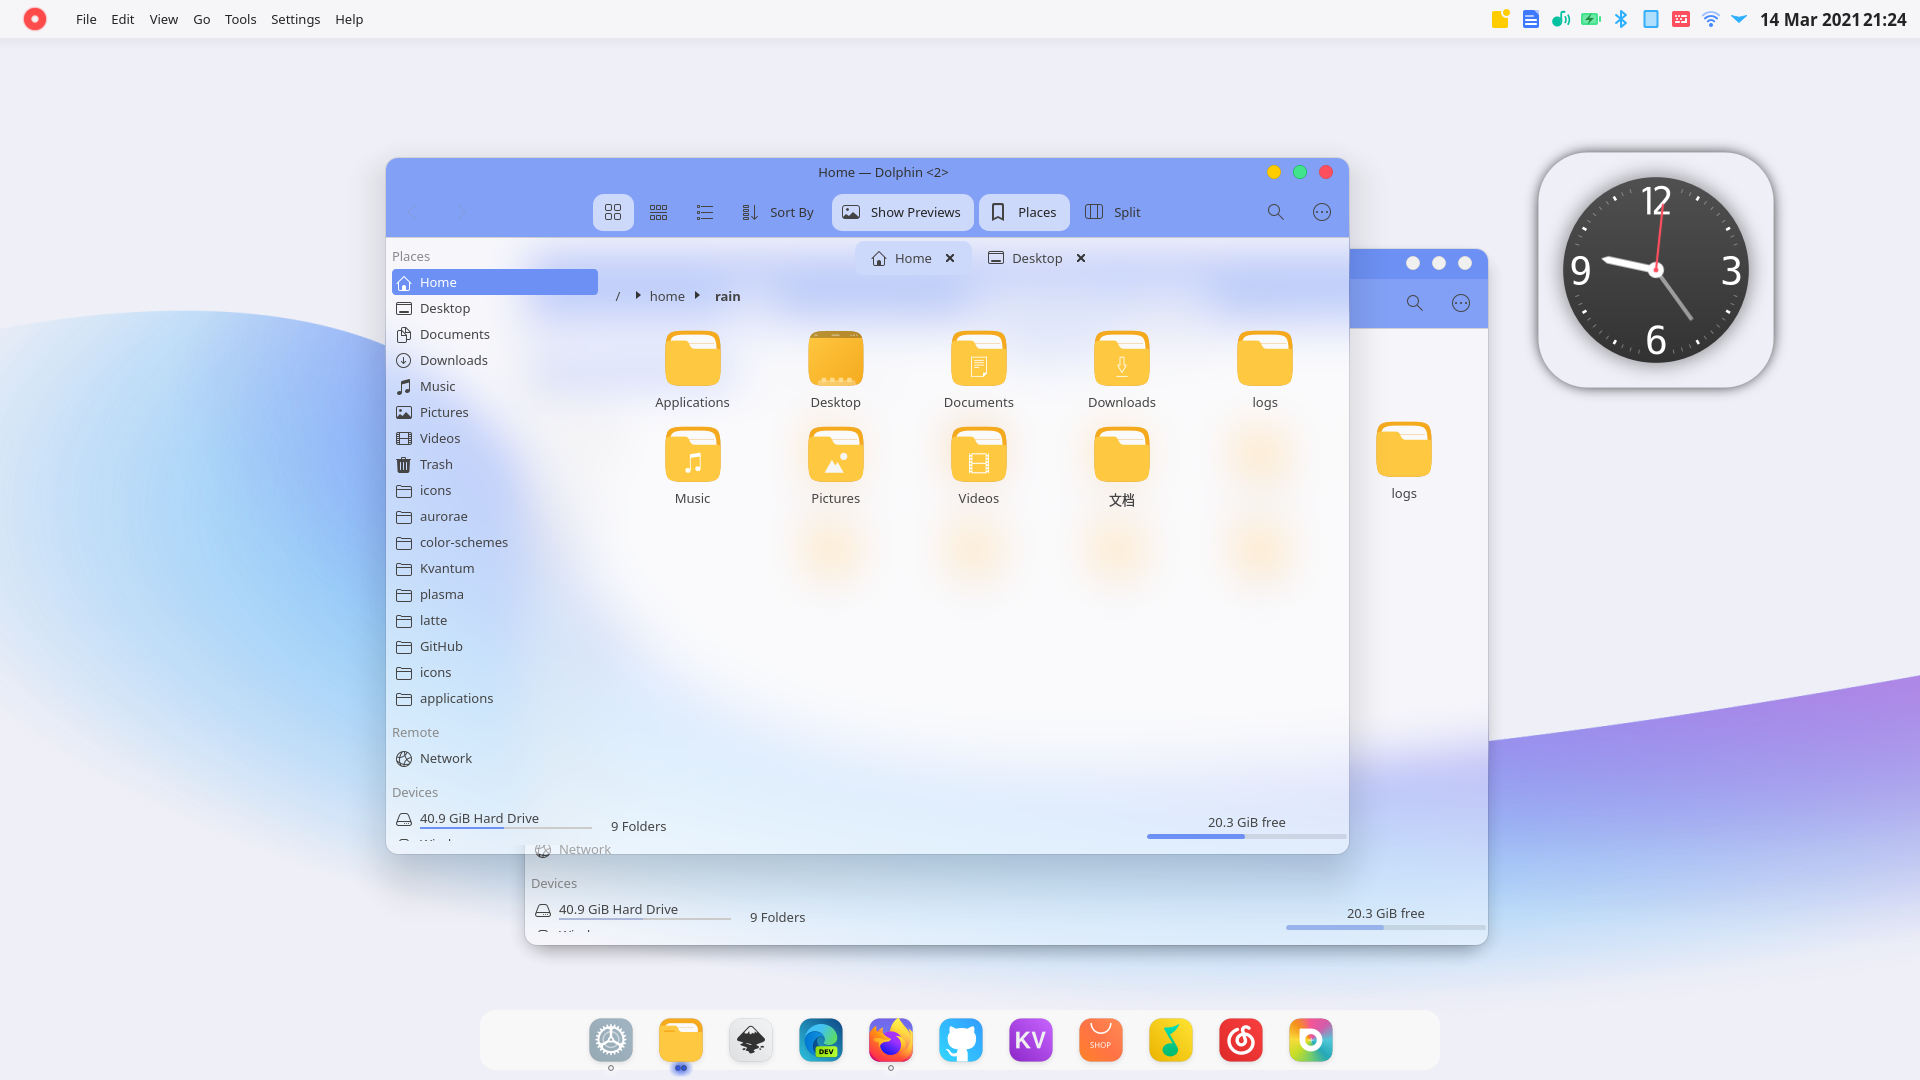 File Edit View Go Tools Settings Help
14 Mar 2021 21:24
Home — Dolphin <2>
Sort By Show Previews Places Split
Places
Home
Desktop
Documents
Downloads
Music
Pictures
Videos
Trash
icons
aurorae
color-schemes
Kvantum
plasma
latte
GitHub
icons
applications
Remote
Network
Devices
40.9 GiB Hard Drive
Home Desktop
/ home rain
Applications Desktop Documents Downloads logs
Music Pictures Videos 文档
9 Folders
20.3 GiB free
logs
Network
Devices
40.9 GiB Hard Drive
9 Folders
20.3 GiB free
12
9 3
6
DEV
KV
SHOP